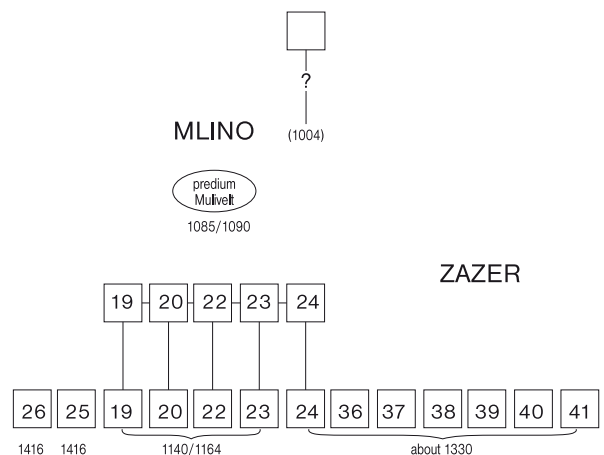 ?
MLINO
(1004)
predium
Mulivelt
1085/1090
ZAZER
19 20 22 23 24
26 25 19 20 22 23 24 36 37 38 39 40 41
1416 1416 1140/1164 about 1330